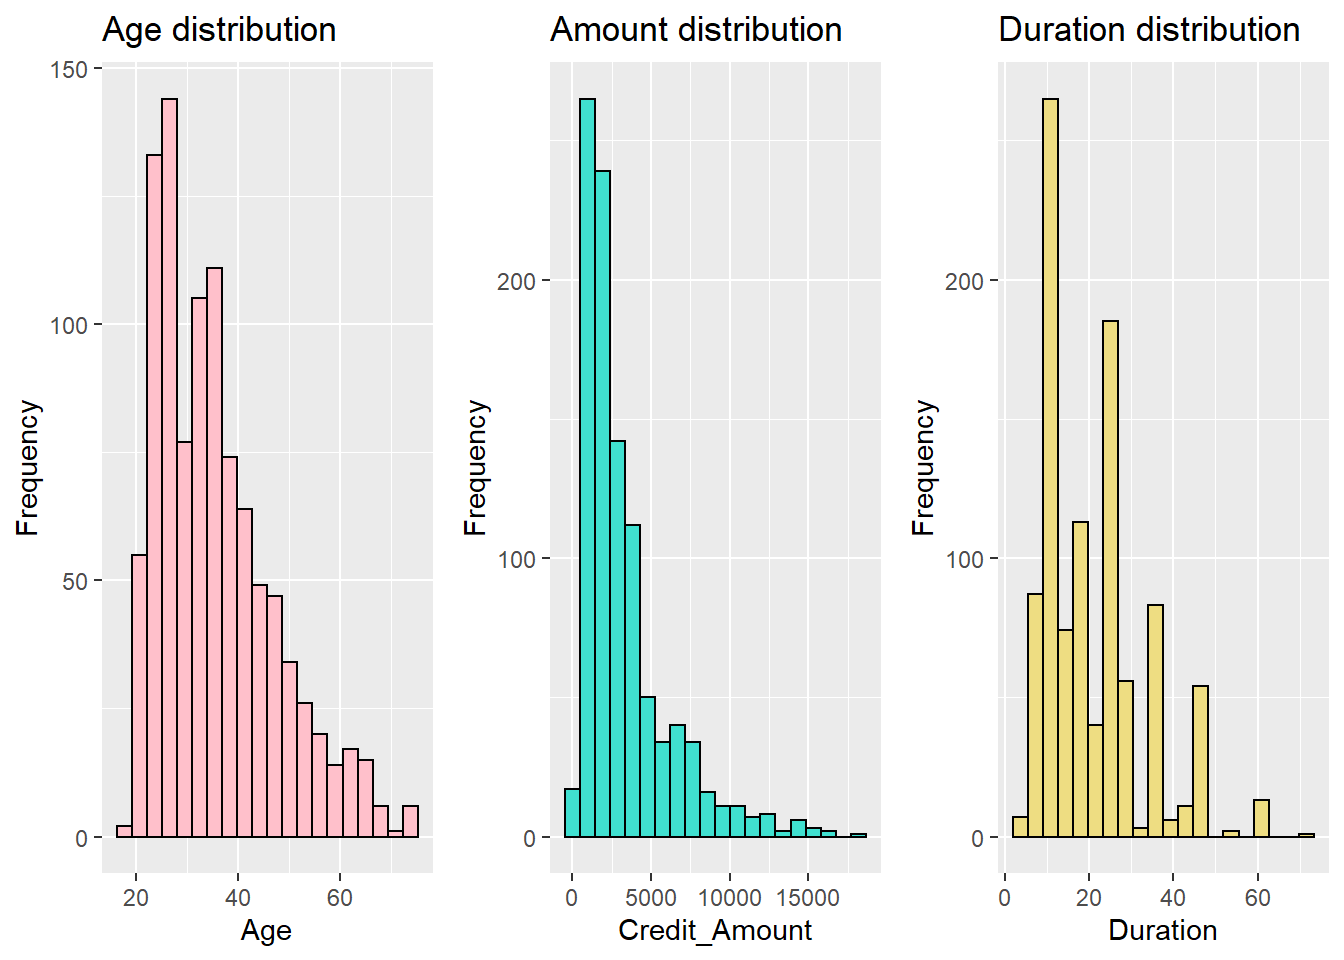 Age distribution
150
100
50
0
Frequency
20 40 60
Age
Amount distribution
200
100
0
Frequency
0 5000 10000 15000
Credit_Amount
Duration distribution
200
100
0
Frequency
0 20 40 60
Duration